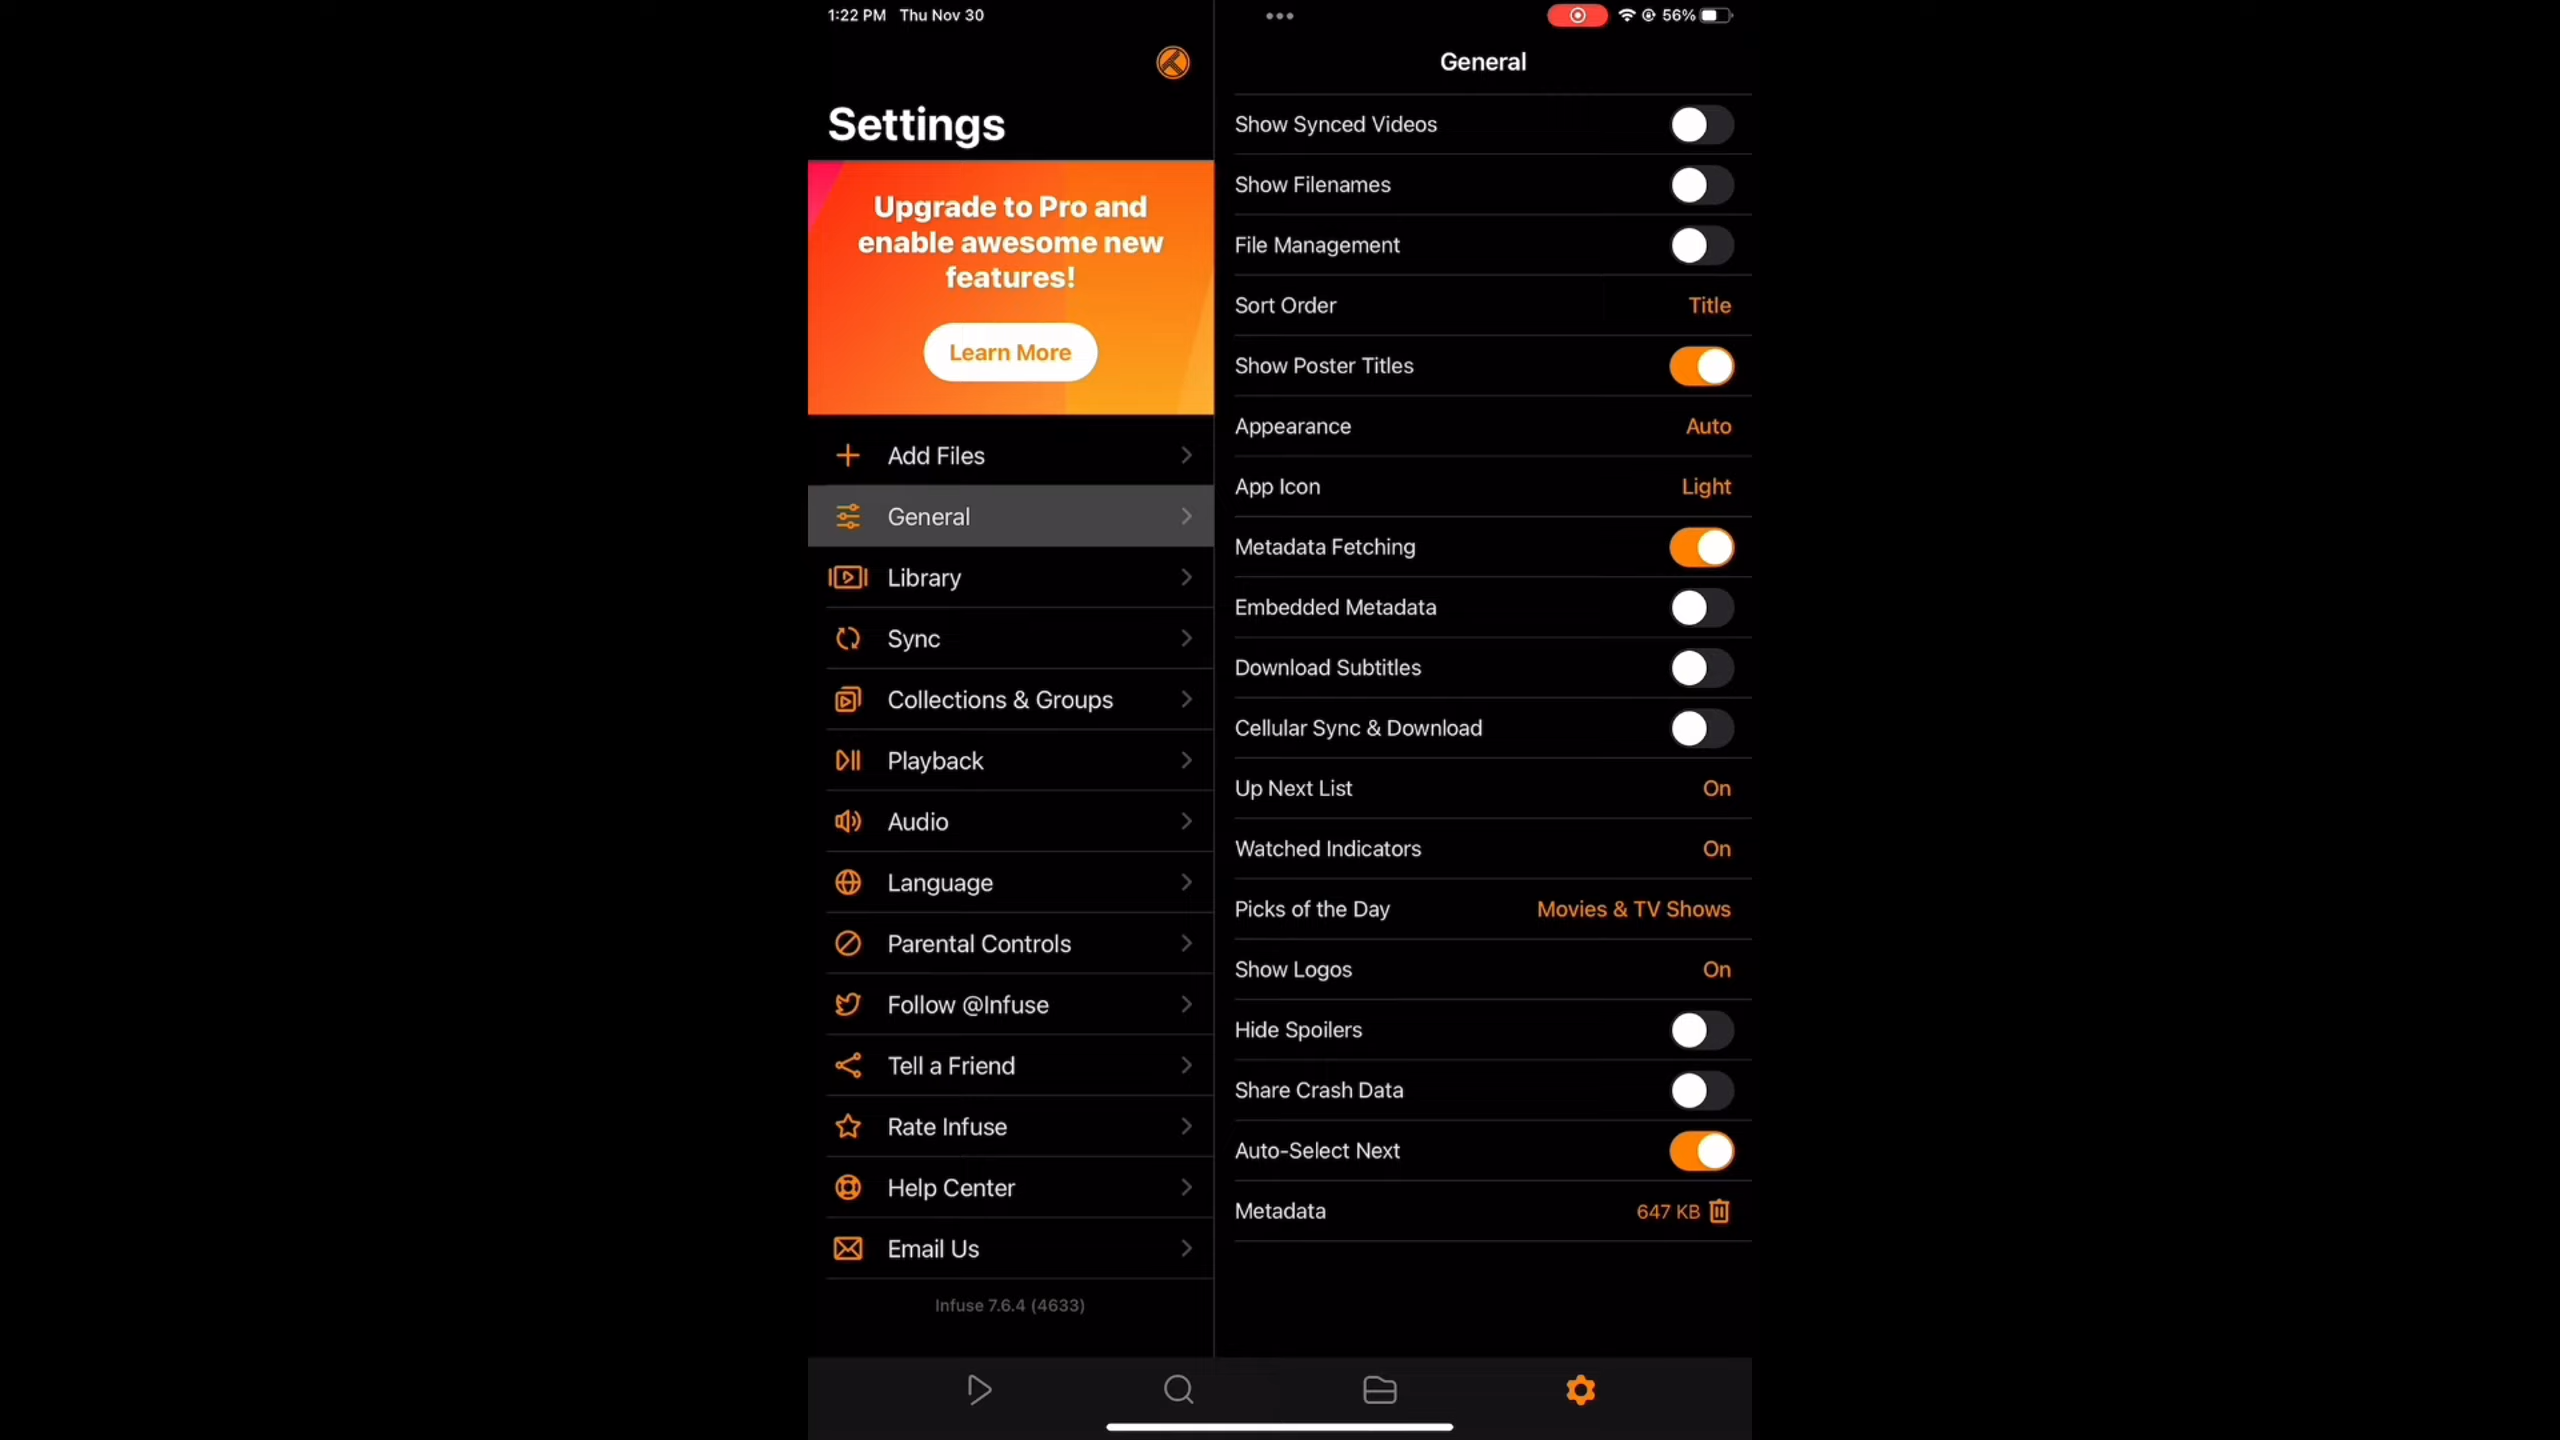 1:22 PM Thu Nov 30
56%
Settings
Upgrade to Pro and
enable awesome new
features!
Learn More
Add Files
General
Library
Sync
Collections & Groups
Playback
Audio
Language
Parental Controls
Follow @Infuse
Tell a Friend
Rate Infuse
Help Center
Email Us
Infuse 7.6.4 (4633)
General
Show Synced Videos
Show Filenames
File Management
Sort Order Title
Show Poster Titles
Appearance Auto
App Icon Light
Metadata Fetching
Embedded Metadata
Download Subtitles
Cellular Sync & Download
Up Next List On
Watched Indicators On
Picks of the Day Movies & TV Shows
Show Logos On
Hide Spoilers
Share Crash Data
Auto-Select Next
Metadata 647 KB